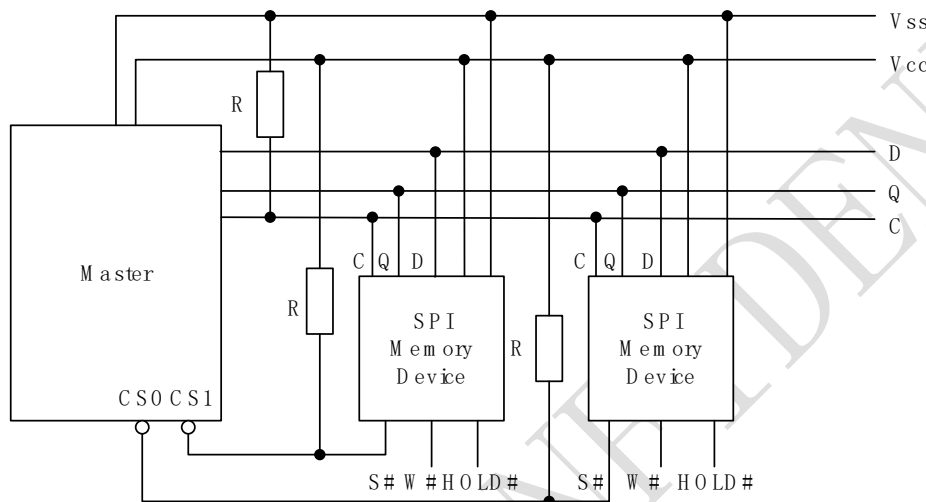 Vss
Vcc
R
D
Q
C
Master
C Q D
C Q D
R
SPI
Memory
Device
R
SPI
Memory
Device
CS0 CS1
S# W# HOLD#
S# W# HOLD#